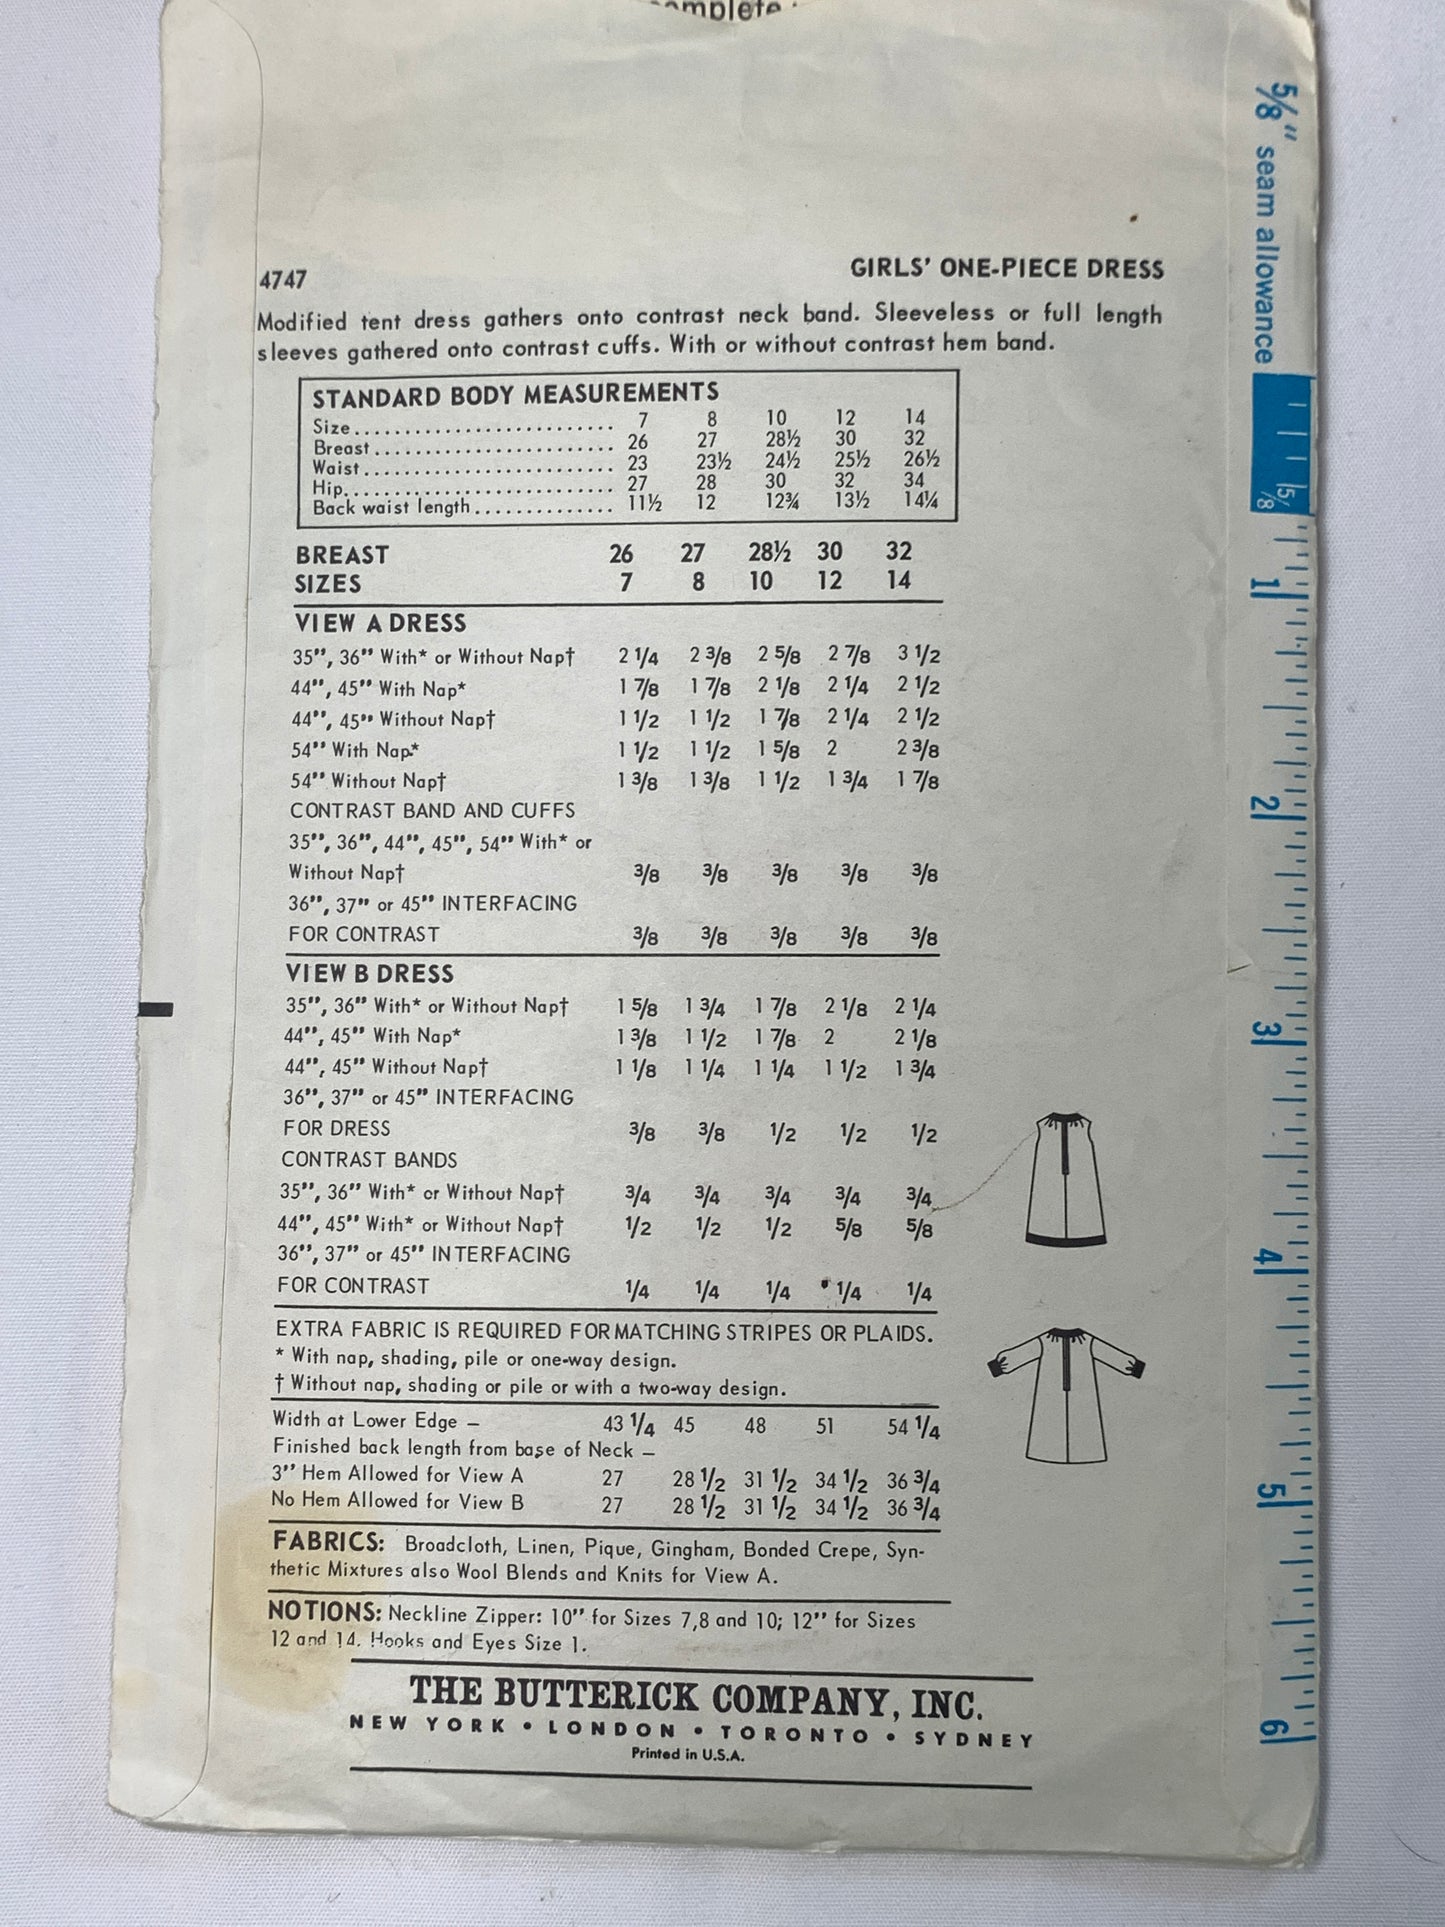 4747
GIRLS' ONE-PIECE DRESS
Modified tent dress gathers onto contrast neck band. Sleeveless or full length
sleeves gathered onto contrast cuffs. With or without contrast hem band.
STANDARD BODY MEASUREMENTS
Size........................... 7 8 10 12 14
Breast......................... 26 27 28½ 30 32
Waist.......................... 23 23½ 24½ 25½ 26½
Hip............................ 27 28 30 32 34
Back waist length.............. 11½ 12 12¾ 13½ 14¼
BREAST 26 27 28½ 30 32
SIZES 7 8 10 12 14
VIEW A DRESS
35", 36" With* or Without Nap† 2 1/4 2 3/8 2 5/8 2 7/8 3 1/2
44", 45" With Nap* 1 7/8 1 7/8 2 1/8 2 1/4 2 1/2
44", 45" Without Nap† 1 1/2 1 1/2 1 7/8 2 1/4 2 1/2
54" With Nap* 1 1/2 1 1/2 1 5/8 2 2 3/8
54" Without Nap† 1 3/8 1 3/8 1 1/2 1 3/4 1 7/8
CONTRAST BAND AND CUFFS
35", 36", 44", 45", 54" With* or
Without Nap† 3/8 3/8 3/8 3/8 3/8
36", 37" or 45" INTERFACING
FOR CONTRAST 3/8 3/8 3/8 3/8 3/8
VIEW B DRESS
35", 36" With* or Without Nap† 1 5/8 1 3/4 1 7/8 2 1/8 2 1/4
44", 45" With Nap* 1 3/8 1 1/2 1 7/8 2 2 1/8
44", 45" Without Nap† 1 1/8 1 1/4 1 1/4 1 1/2 1 3/4
36", 37" or 45" INTERFACING
FOR DRESS 3/8 3/8 1/2 1/2 1/2
CONTRAST BANDS
35", 36" With* or Without Nap† 3/4 3/4 3/4 3/4 3/4
44", 45" With* or Without Nap† 1/2 1/2 1/2 5/8 5/8
36", 37" or 45" INTERFACING
FOR CONTRAST 1/4 1/4 1/4 1/4 1/4
EXTRA FABRIC IS REQUIRED FOR MATCHING STRIPES OR PLAIDS.
* With nap, shading, pile or one-way design.
† Without nap, shading or pile or with a two-way design.
Width at Lower Edge – 43 1/4 45 48 51 54 1/4
Finished back length from base of Neck –
3" Hem Allowed for View A 27 28 1/2 31 1/2 34 1/2 36 3/4
No Hem Allowed for View B 27 28 1/2 31 1/2 34 1/2 36 3/4
FABRICS: Broadcloth, Linen, Pique, Gingham, Bonded Crepe, Syn-
thetic Mixtures also Wool Blends and Knits for View A.
NOTIONS: Neckline Zipper: 10" for Sizes 7,8 and 10; 12" for Sizes
12 and 14. Hooks and Eyes Size 1.
THE BUTTERICK COMPANY, INC.
NEW YORK • LONDON • TORONTO • SYDNEY
Printed in U.S.A.
5/8" seam allowance
5/8
1
2
3
4
5
6